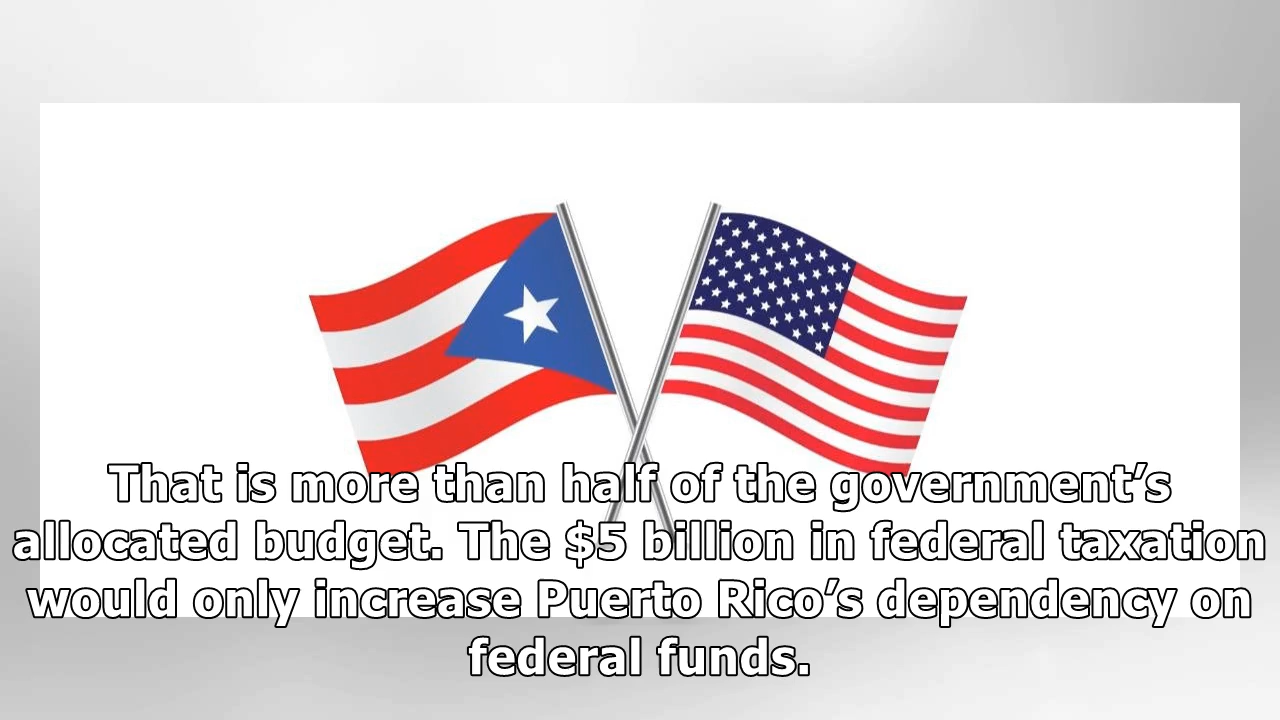 That is more than half of the government’s
allocated budget. The $5 billion in federal taxation
would only increase Puerto Rico’s dependency on
federal funds.